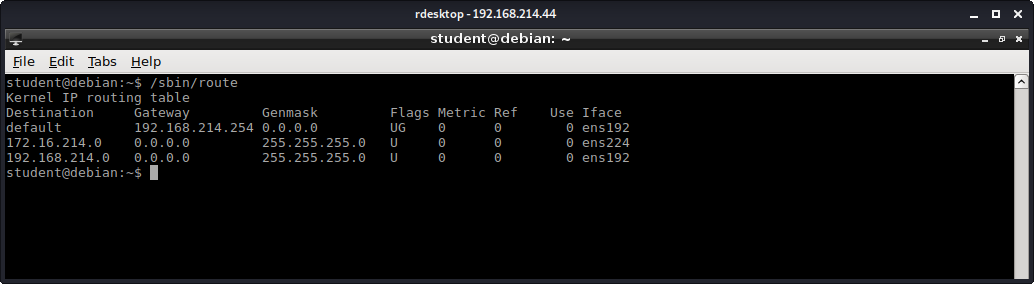 rdesktop - 192.168.214.44
student@debian: ~
File Edit Tabs Help
student@debian:~$ /sbin/route
Kernel IP routing table
Destination     Gateway         Genmask         Flags Metric Ref    Use Iface
default         192.168.214.254 0.0.0.0         UG    0      0        0 ens192
172.16.214.0    0.0.0.0         255.255.255.0   U     0      0        0 ens224
192.168.214.0   0.0.0.0         255.255.255.0   U     0      0        0 ens192
student@debian:~$